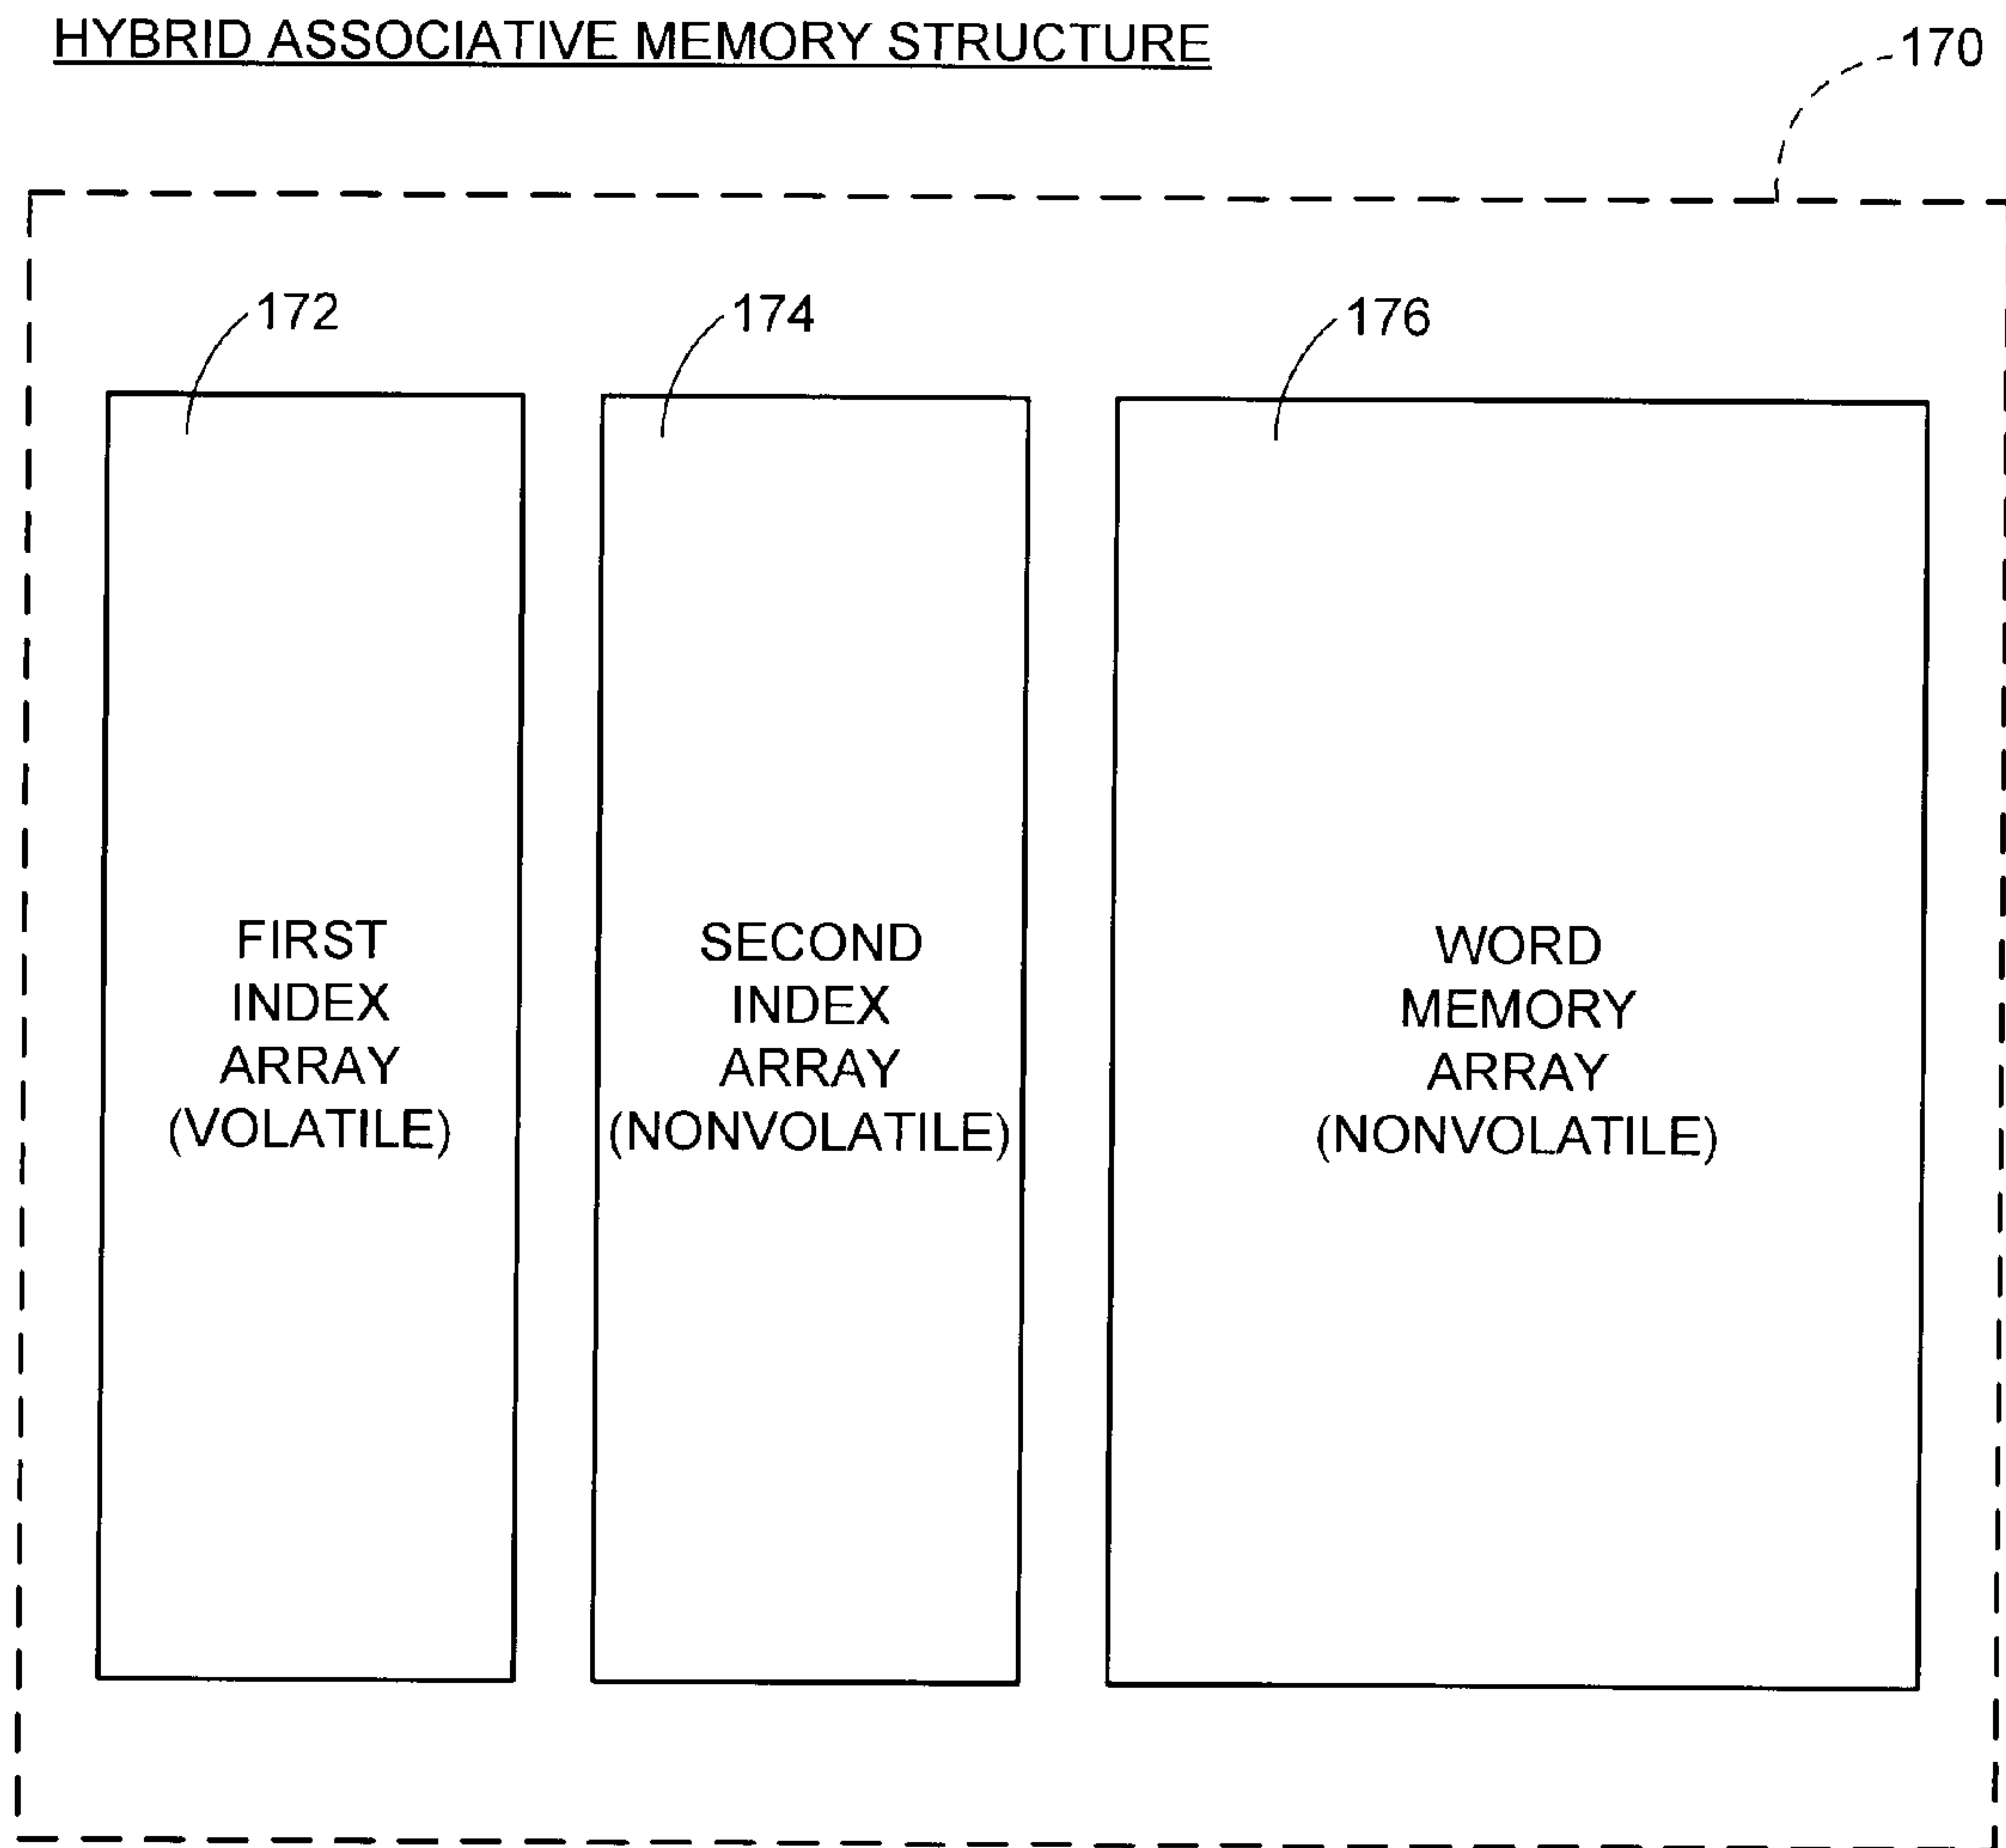 HYBRID ASSOCIATIVE MEMORY STRUCTURE
170
172
174
176
FIRST
INDEX
ARRAY
(VOLATILE)
SECOND
INDEX
ARRAY
(NONVOLATILE)
WORD
MEMORY
ARRAY
(NONVOLATILE)